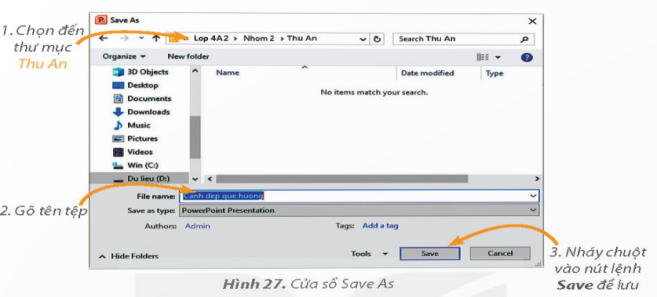 Save As
1. Chọn đến
thư mục
Thu An
Lop 4A2 > Nhom 2 > Thu An
Search Thu An
Organize
New folder
3D Objects
Desktop
Documents
Downloads
Music
Pictures
Videos
Win (C:)
Du lieu (D:)
Name
Date modified
Type
No items match your search.
2. Gõ tên tệp
File name: Canh dep que huong
Save as type: PowerPoint Presentation
Authors: Admin
Tags: Add a tag
Hide Folders
Tools
Save
Cancel
3. Nháy chuột
vào nút lệnh
Save để lưu
Hình 27. Cửa sổ Save As